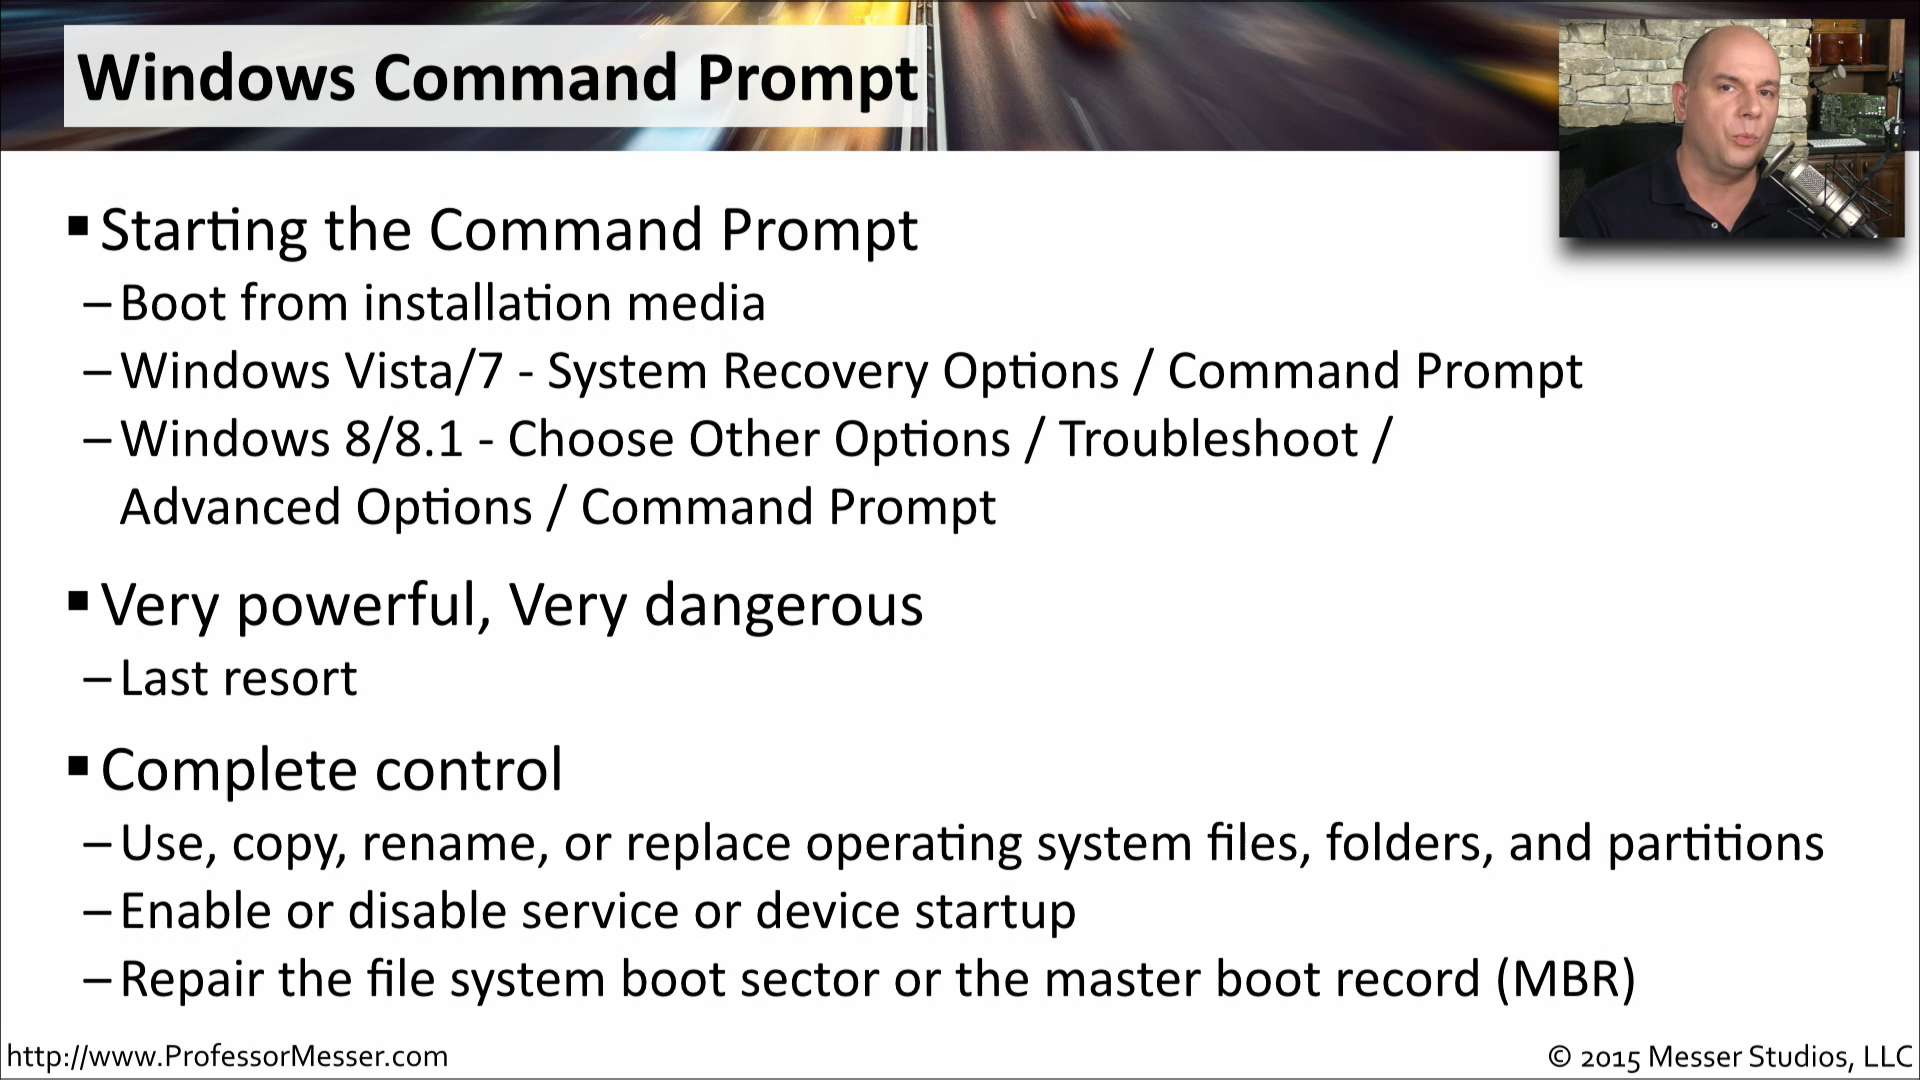 Windows Command Prompt
▪ Starting the Command Prompt
– Boot from installation media
– Windows Vista/7 - System Recovery Options / Command Prompt
– Windows 8/8.1 - Choose Other Options / Troubleshoot /
Advanced Options / Command Prompt
▪ Very powerful, Very dangerous
– Last resort
▪ Complete control
– Use, copy, rename, or replace operating system files, folders, and partitions
– Enable or disable service or device startup
– Repair the file system boot sector or the master boot record (MBR)
http://www.ProfessorMesser.com
© 2015 Messer Studios, LLC